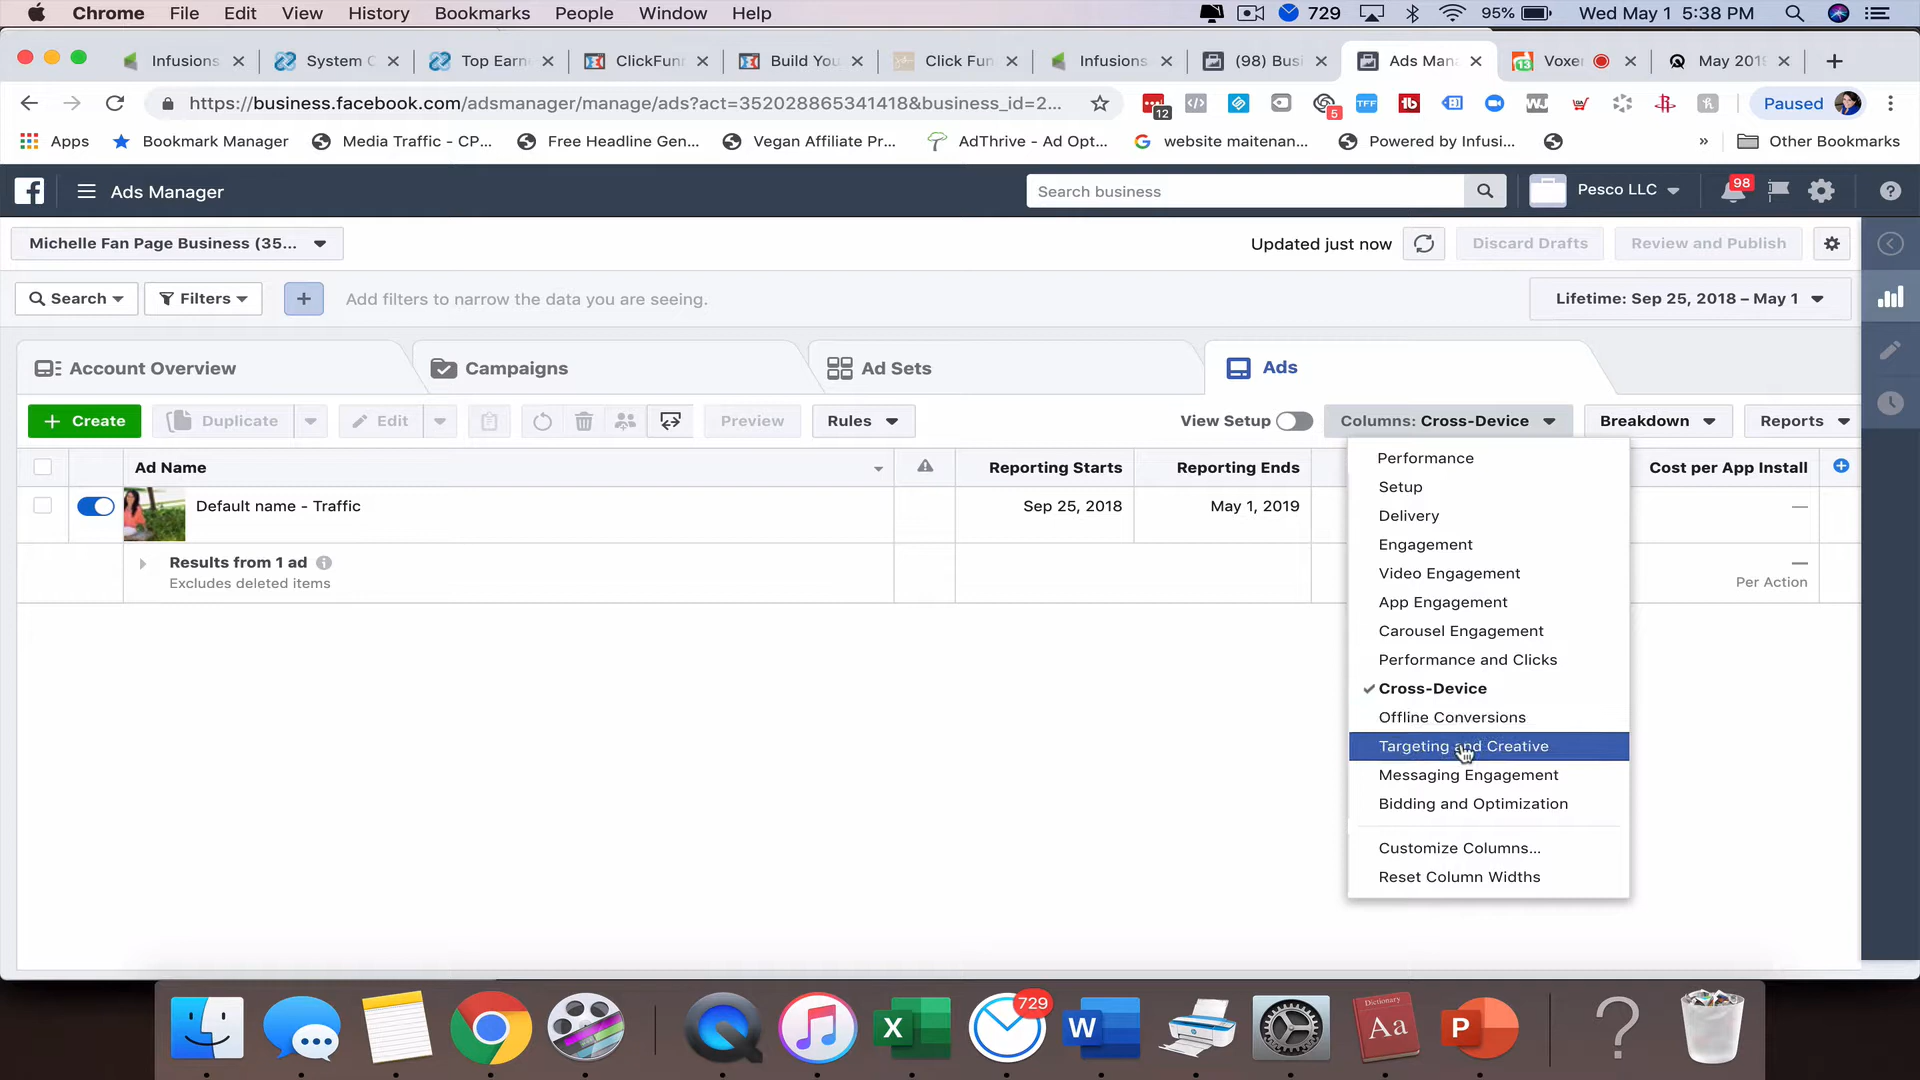 Chrome File Edit View History Bookmarks People Window Help 729 95% Wed May 1 5:38 PM
Infusions System C Top Earn ClickFun Build You Click Fun Infusions (98) Busi Ads Mana 13 Voxer May 2019
https://business.facebook.com/adsmanager/manage/ads?act=352028865341418&business_id=2... 12 5 TFF Paused
Apps Bookmark Manager Media Traffic - CP... Free Headline Gen... Vegan Affiliate Pr... AdThrive - Ad Opt... website maitenan... Powered by Infusi... » Other Bookmarks
Ads Manager Search business Pesco LLC 98
Michelle Fan Page Business (35... Updated just now Discard Drafts Review and Publish
Search Filters + Add filters to narrow the data you are seeing. Lifetime: Sep 25, 2018 – May 1
Account Overview Campaigns Ad Sets Ads
+ Create Duplicate Edit Preview Rules View Setup Columns: Cross-Device Breakdown Reports
Ad Name Reporting Starts Reporting Ends Cost per App Install
Default name - Traffic Sep 25, 2018 May 1, 2019 —
Results from 1 ad —
Excludes deleted items Per Action
Performance
Setup
Delivery
Engagement
Video Engagement
App Engagement
Carousel Engagement
Performance and Clicks
Cross-Device
Offline Conversions
Targeting and Creative
Messaging Engagement
Bidding and Optimization
Customize Columns...
Reset Column Widths
X 729 W Dictionary Aa P ?